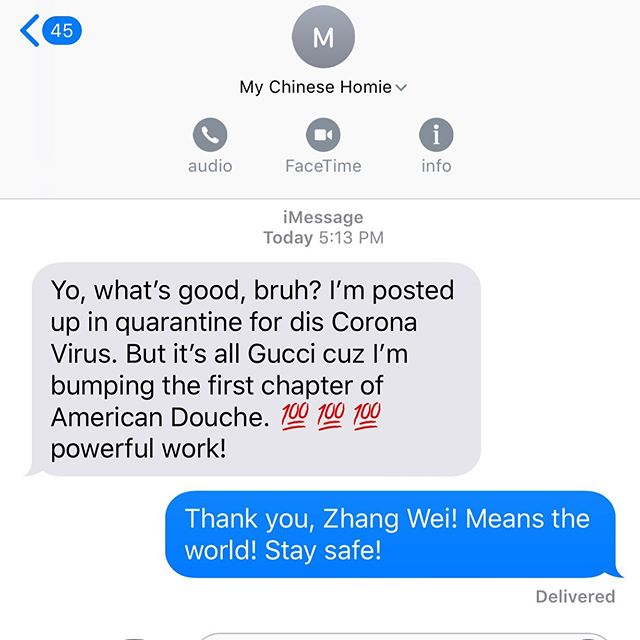 45
M
My Chinese Homie
audio FaceTime info
iMessage
Today 5:13 PM
Yo, what’s good, bruh? I’m posted
up in quarantine for dis Corona
Virus. But it’s all Gucci cuz I’m
bumping the first chapter of
American Douche. 💯 💯 💯
powerful work!
Thank you, Zhang Wei! Means the
world! Stay safe!
Delivered